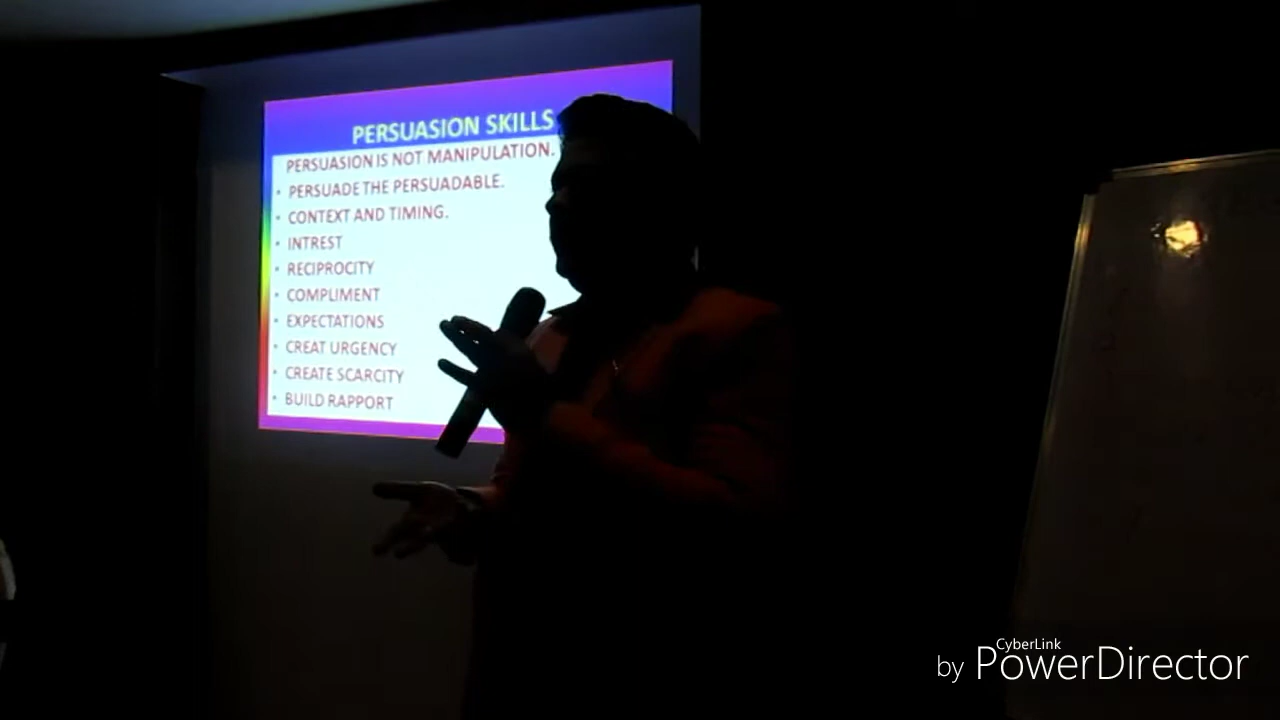 PERSUASION SKILLS
PERSUASION IS NOT MANIPULATION.
• PERSUADE THE PERSUADABLE.
• CONTEXT AND TIMING.
• INTREST
• RECIPROCITY
• COMPLIMENT
• EXPECTATIONS
• CREAT URGENCY
• CREATE SCARCITY
• BUILD RAPPORT
CyberLink
by PowerDirector